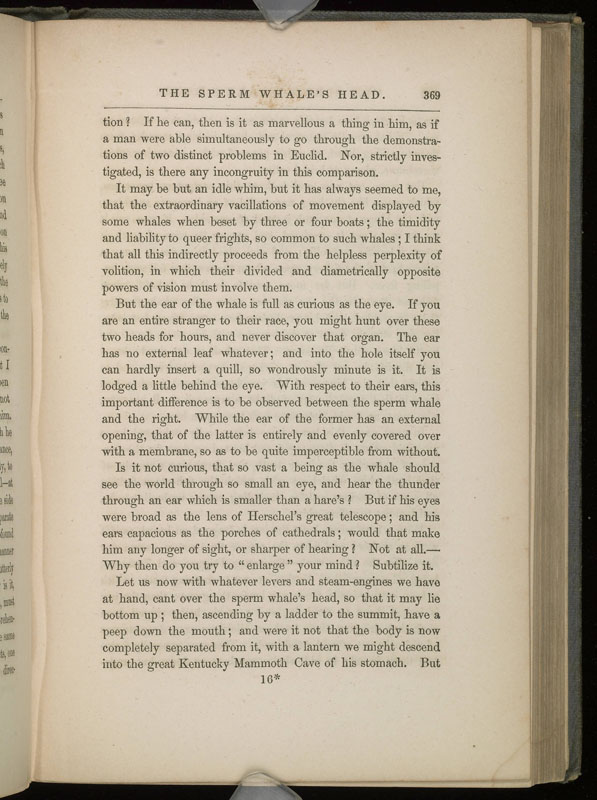 THE SPERM WHALE'S HEAD. 369
tion? If he can, then is it as marvellous a thing in him, as if
a man were able simultaneously to go through the demonstra-
tions of two distinct problems in Euclid. Nor, strictly inves-
tigated, is there any incongruity in this comparison.
It may be but an idle whim, but it has always seemed to me,
that the extraordinary vacillations of movement displayed by
some whales when beset by three or four boats; the timidity
and liability to queer frights, so common to such whales; I think
that all this indirectly proceeds from the helpless perplexity of
volition, in which their divided and diametrically opposite
powers of vision must involve them.
But the ear of the whale is full as curious as the eye. If you
are an entire stranger to their race, you might hunt over these
two heads for hours, and never discover that organ. The ear
has no external leaf whatever; and into the hole itself you
can hardly insert a quill, so wondrously minute is it. It is
lodged a little behind the eye. With respect to their ears, this
important difference is to be observed between the sperm whale
and the right. While the ear of the former has an external
opening, that of the latter is entirely and evenly covered over
with a membrane, so as to be quite imperceptible from without.
Is it not curious, that so vast a being as the whale should
see the world through so small an eye, and hear the thunder
through an ear which is smaller than a hare's? But if his eyes
were broad as the lens of Herschel's great telescope; and his
ears capacious as the porches of cathedrals; would that make
him any longer of sight, or sharper of hearing? Not at all.—
Why then do you try to "enlarge" your mind? Subtilize it.
Let us now with whatever levers and steam-engines we have
at hand, cant over the sperm whale's head, so that it may lie
bottom up; then, ascending by a ladder to the summit, have a
peep down the mouth; and were it not that the body is now
completely separated from it, with a lantern we might descend
into the great Kentucky Mammoth Cave of his stomach. But
16*